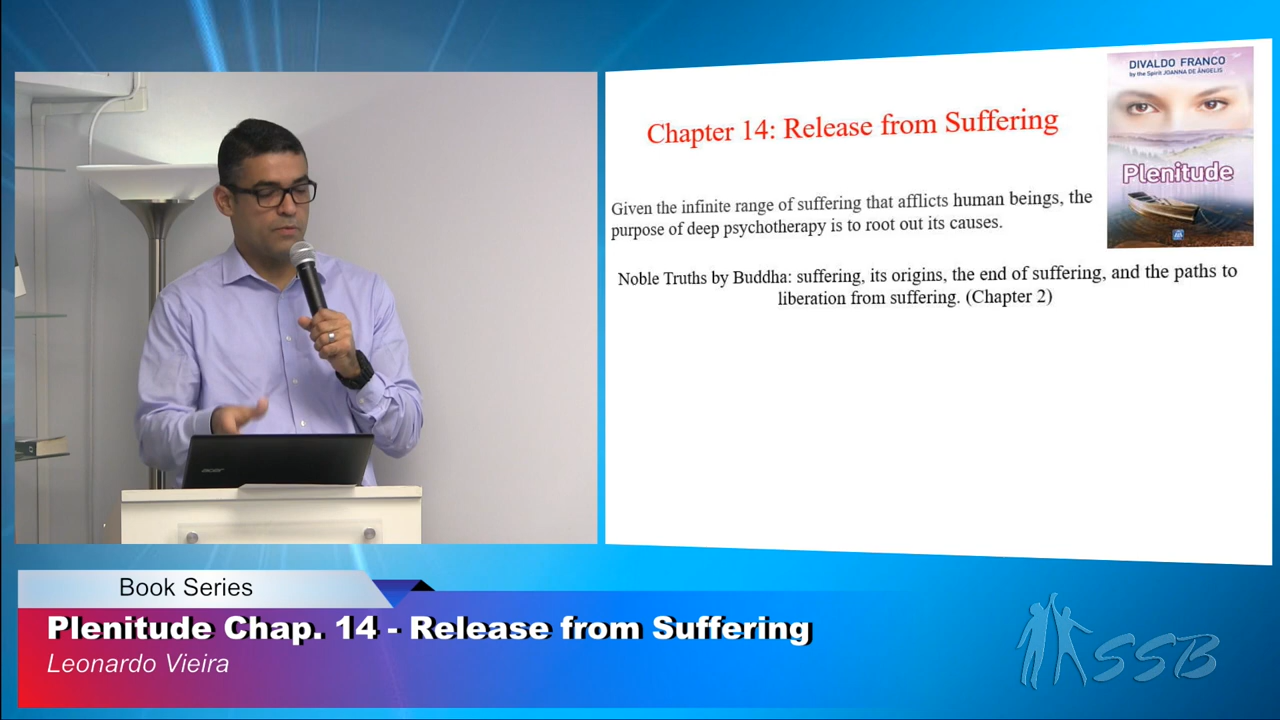 DIVALDO FRANCO
by the Spirit JOANNA DE ÂNGELIS
Plenitude
Chapter 14: Release from Suffering
Given the infinite range of suffering that afflicts human beings, the
purpose of deep psychotherapy is to root out its causes.
Noble Truths by Buddha: suffering, its origins, the end of suffering, and the paths to
liberation from suffering. (Chapter 2)
acer
Book Series
Plenitude Chap. 14 - Release from Suffering
Leonardo Vieira
SSB